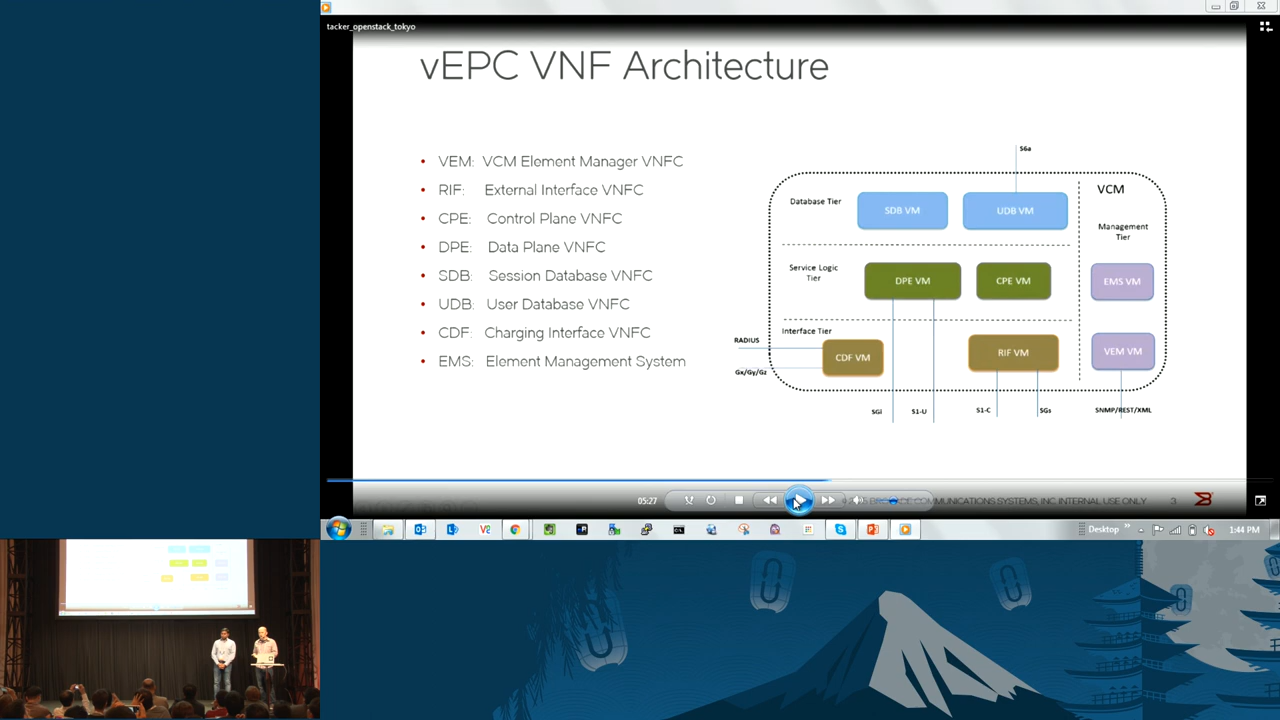 tacker_openstack_tokyo
vEPC VNF Architecture
• VEM: VCM Element Manager VNFC
• RIF: External Interface VNFC
• CPE: Control Plane VNFC
• DPE: Data Plane VNFC
• SDB: Session Database VNFC
• UDB: User Database VNFC
• CDF: Charging Interface VNFC
• EMS: Element Management System
S6a
VCM
Database Tier
SDB VM
UDB VM
Management
Tier
Service Logic
Tier
DPE VM
CPE VM
EMS VM
Interface Tier
RADIUS
CDF VM
RIF VM
VEM VM
Gx/Gy/Gz
SGi
S1-U
S1-C
SGs
SNMP/REST/XML
05:27
COMMUNICATIONS SYSTEMS, INC. INTERNAL USE ONLY
3
Desktop
1:44 PM